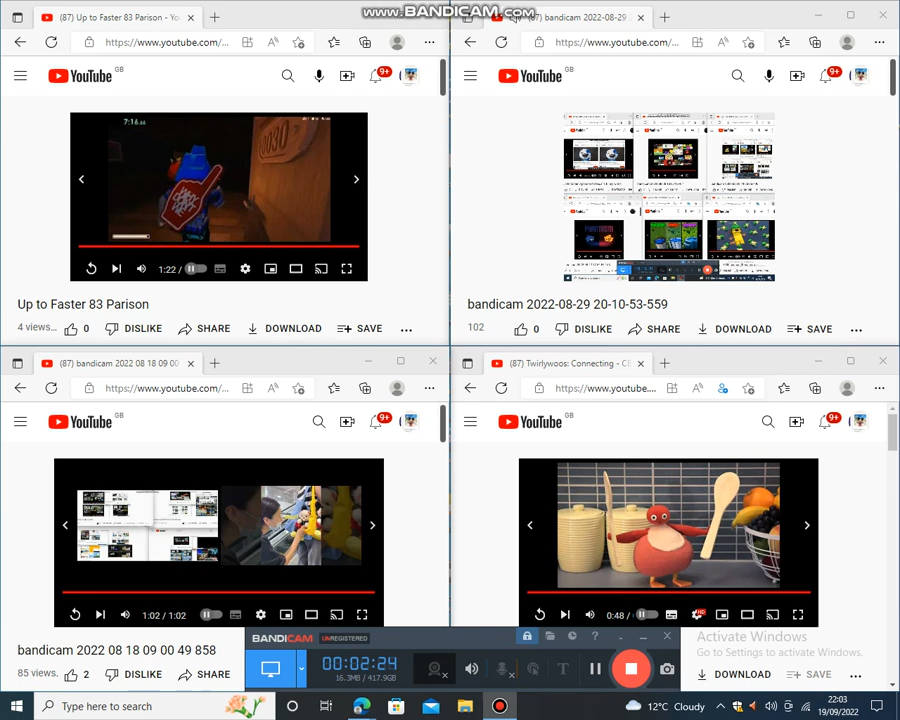 www.BANDICAM.com
(87) Up to Faster 83 Parison - Yo
https://www.youtube.com/...
YouTube GB
9+
7:16.66
1:22 /
Up to Faster 83 Parison
4 views...
0
DISLIKE
SHARE
DOWNLOAD
SAVE
(87) bandicam 2022-08-29
https://www.youtube.com/...
YouTube GB
9+
bandicam 2022-08-29 20-10-53-559
102
0
DISLIKE
SHARE
DOWNLOAD
SAVE
(87) bandicam 2022 08 18 09 00
https://www.youtube.com/...
YouTube GB
9+
1:02 / 1:02
bandicam 2022 08 18 09 00 49 858
85 views...
2
DISLIKE
SHARE
(87) Twirlywoos: Connecting - CB
https://www.youtube....
YouTube GB
9+
0:48 /
HD
Activate Windows
Go to Settings to activate Windows.
DOWNLOAD
SAVE
BANDICAM UNREGISTERED
00:02:24
16.3MB / 417.9GB
Type here to search
12°C Cloudy
22:03
19/09/2022